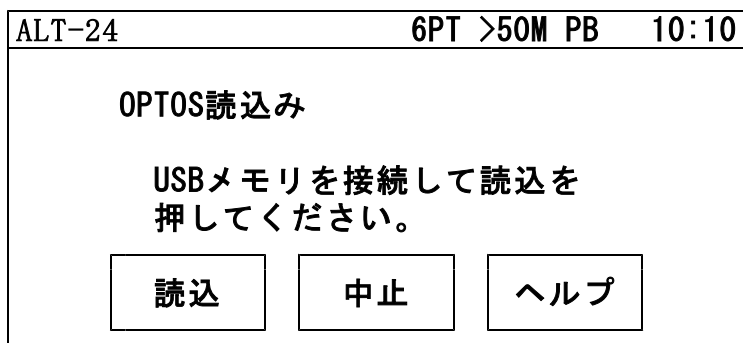 ALT-24 6PT >50M PB 10:10
OPTOS読込み
USBメモリを接続して読込を
押してください。
読込 中止 ヘルプ